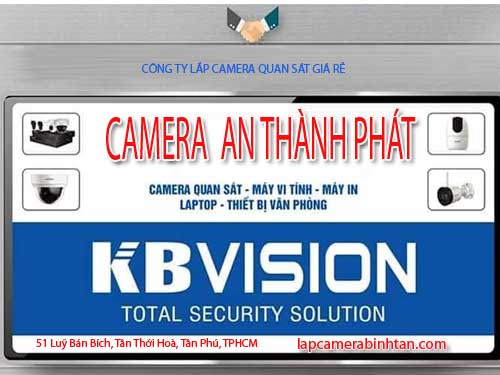 CÔNG TY LẮP CAMERA QUAN SÁT GIÁ RẺ
CAMERA AN THÀNH PHÁT
CAMERA QUAN SÁT - MÁY VI TÍNH - MÁY IN
LAPTOP - THIẾT BỊ VĂN PHÒNG
KBVISION
TOTAL SECURITY SOLUTION
51 Luỹ Bán Bích, Tân Thới Hoà, Tân Phú, TPHCM
lapcamerabinhtan.com